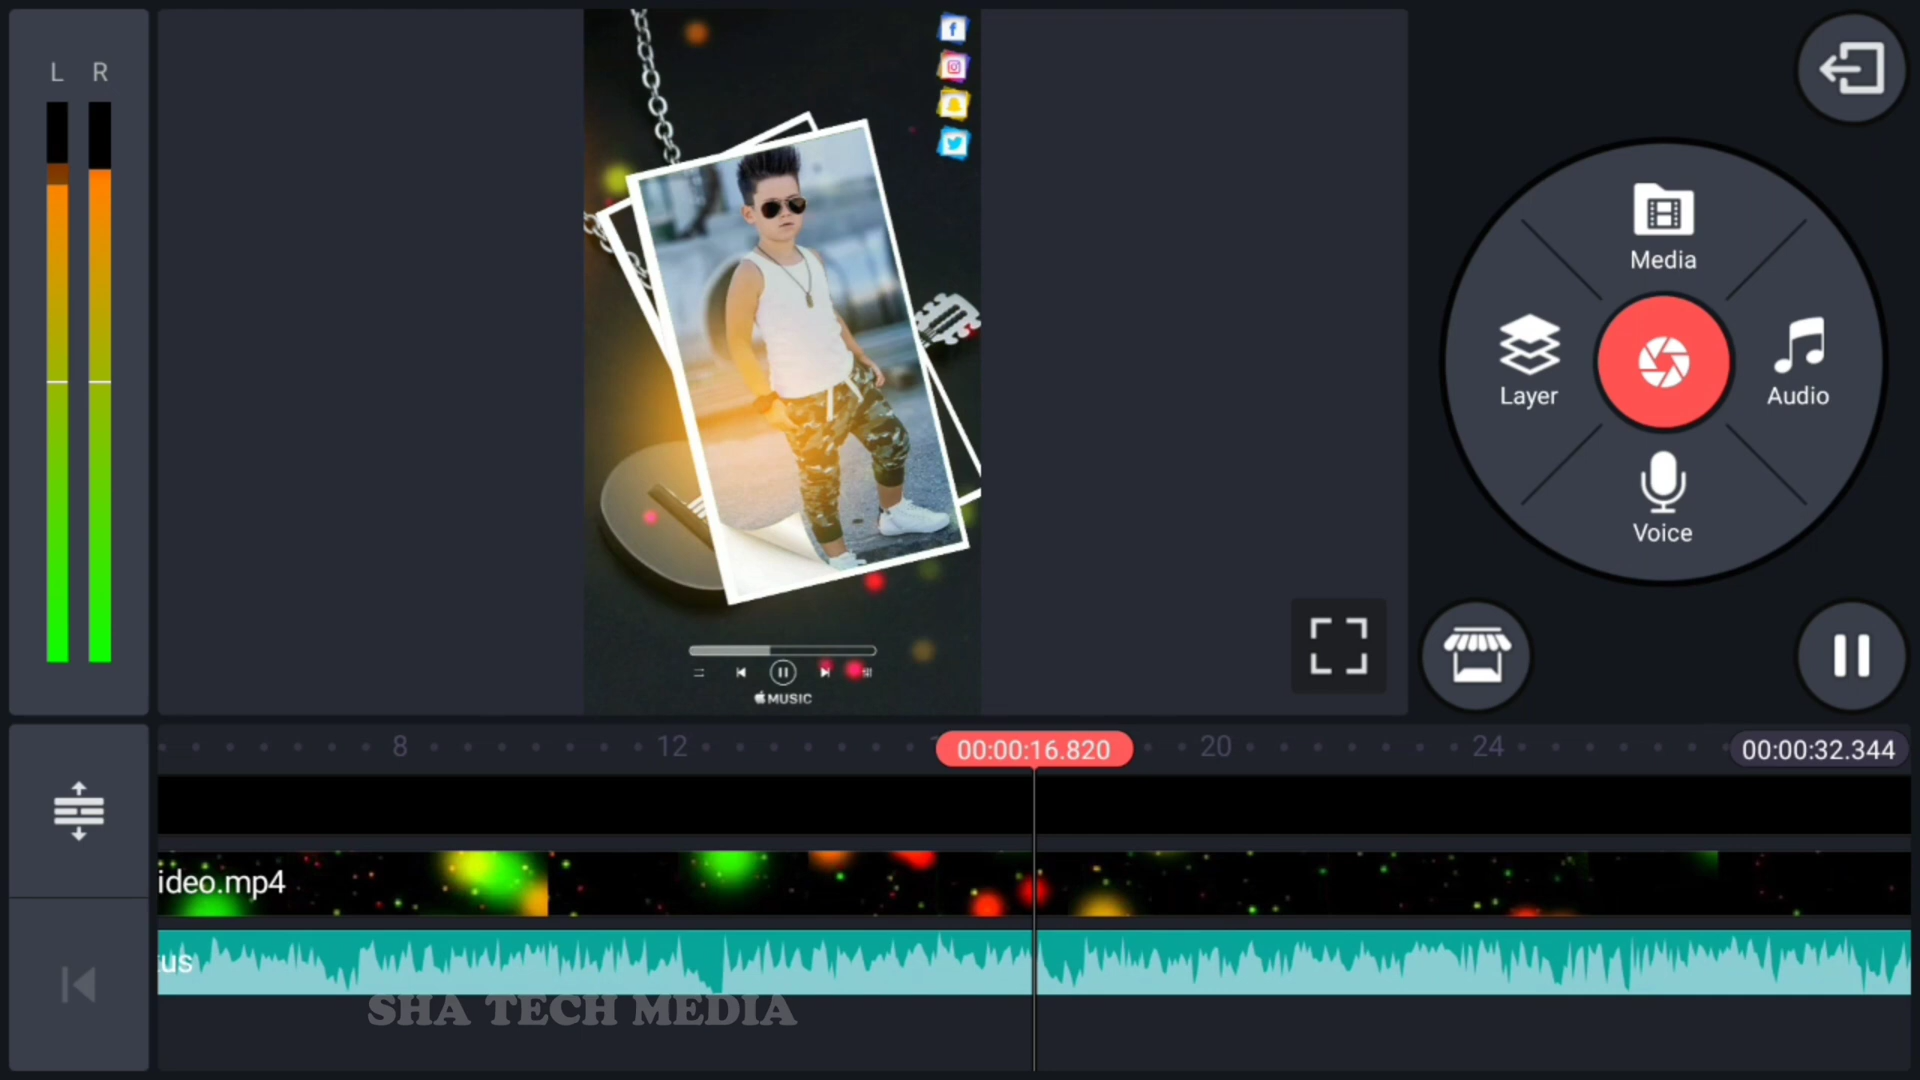 L R
Media
Layer
Audio
Voice
MUSIC
8
12
00:00:16.820
20
24
00:00:32.344
ideo.mp4
tus
SHA TECH MEDIA